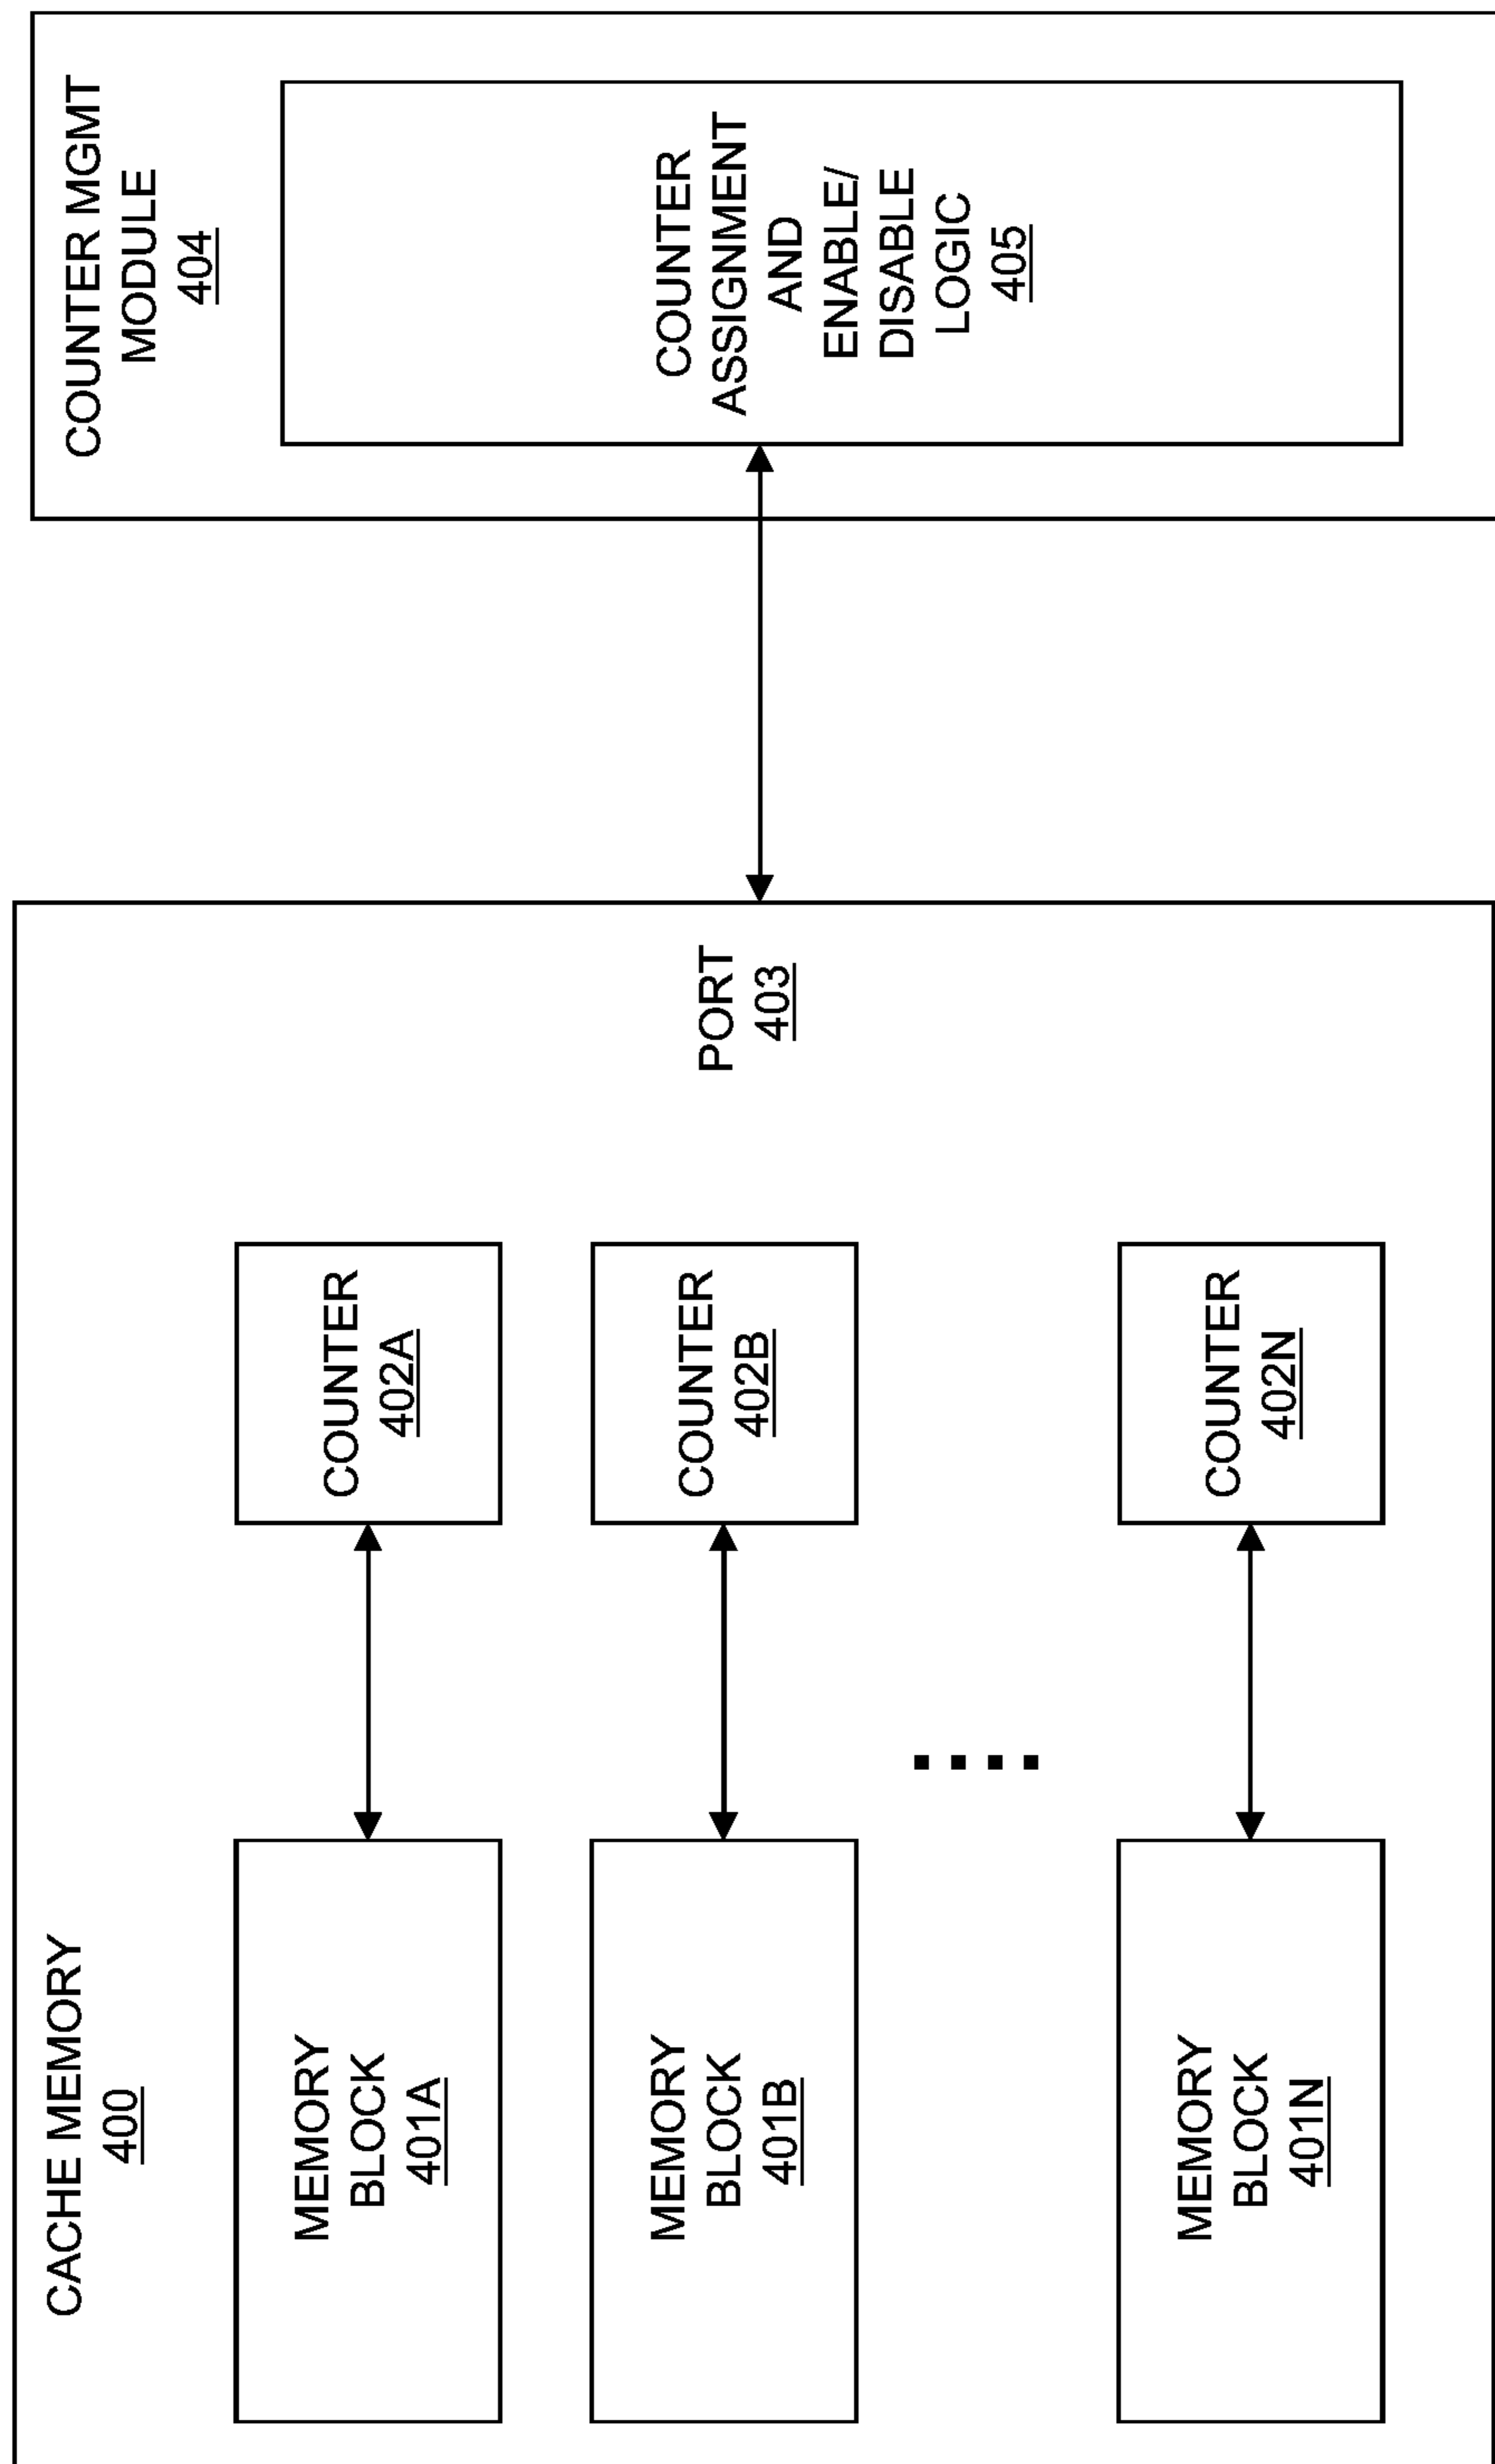 CACHE MEMORY
400
MEMORY
BLOCK
401A
COUNTER
402A
MEMORY
BLOCK
401B
COUNTER
402B
MEMORY
BLOCK
401N
COUNTER
402N
PORT
403
COUNTER MGMT
MODULE
404
COUNTER
ASSIGNMENT
AND
ENABLE/
DISABLE
LOGIC
405